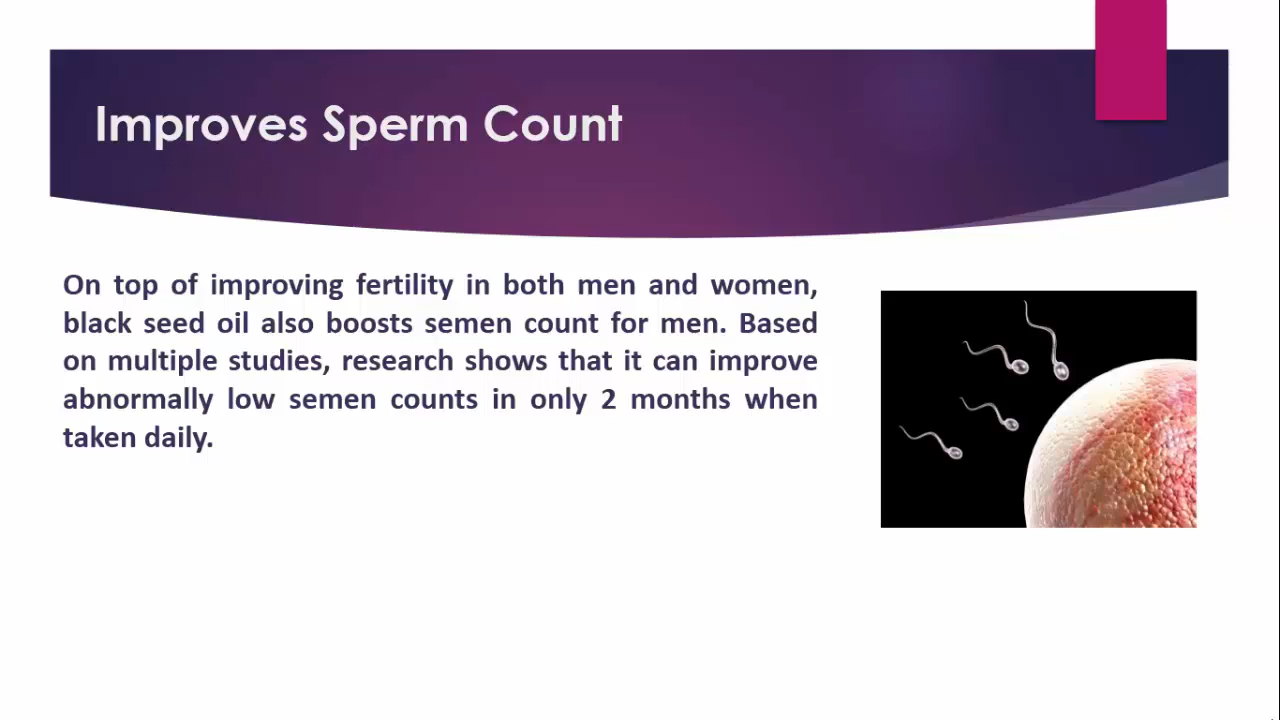 Improves Sperm Count
On top of improving fertility in both men and women,
black seed oil also boosts semen count for men. Based
on multiple studies, research shows that it can improve
abnormally low semen counts in only 2 months when
taken daily.